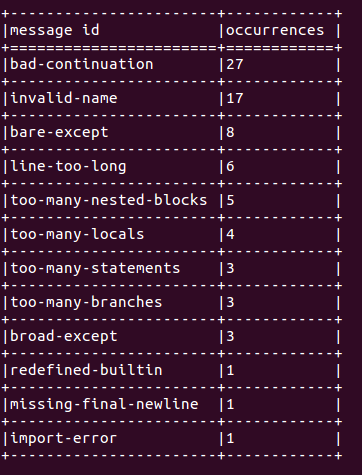 +-----------------------+------------+
|message id             |occurrences |
+=======================+============+
|bad-continuation       |27          |
+-----------------------+------------+
|invalid-name           |17          |
+-----------------------+------------+
|bare-except            |8           |
+-----------------------+------------+
|line-too-long          |6           |
+-----------------------+------------+
|too-many-nested-blocks |5           |
+-----------------------+------------+
|too-many-locals        |4           |
+-----------------------+------------+
|too-many-statements    |3           |
+-----------------------+------------+
|too-many-branches      |3           |
+-----------------------+------------+
|broad-except           |3           |
+-----------------------+------------+
|redefined-builtin      |1           |
+-----------------------+------------+
|missing-final-newline  |1           |
+-----------------------+------------+
|import-error           |1           |
+-----------------------+------------+